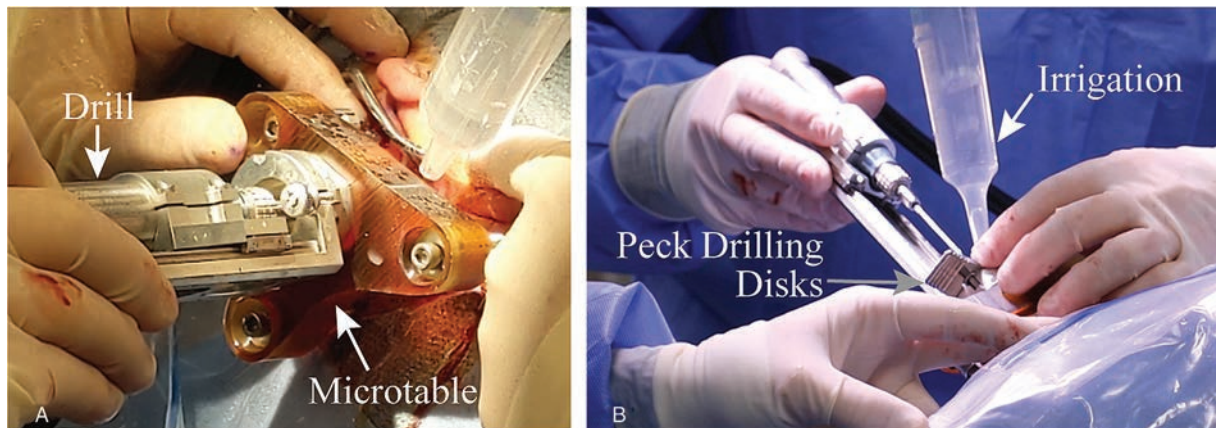 Drill
Microtable
A
Irrigation
Peck Drilling
Disks
B